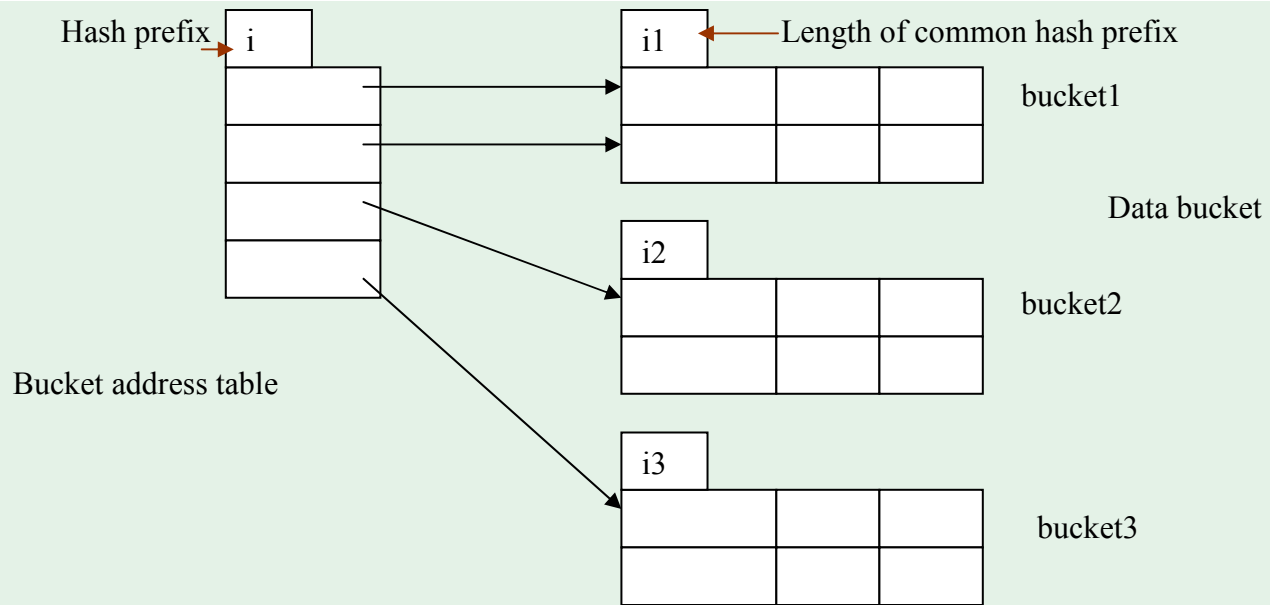 Hash prefix
i
i1
Length of common hash prefix
bucket1
Data bucket
i2
bucket2
Bucket address table
i3
bucket3